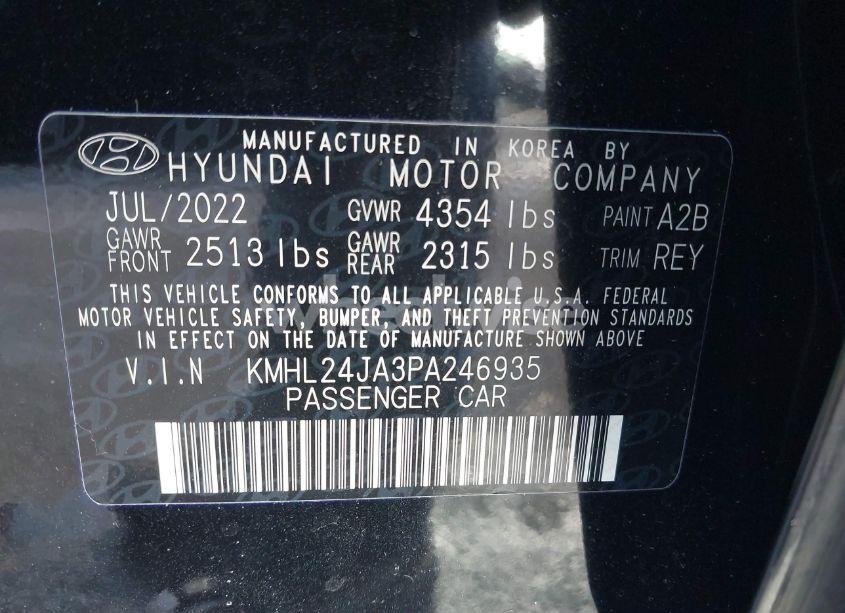 MANUFACTURED IN KOREA BY
HYUNDAI MOTOR COMPANY
JUL/2022 GVWR 4354 lbs PAINT A2B
GAWR FRONT 2513 lbs GAWR REAR 2315 lbs TRIM REY
THIS VEHICLE CONFORMS TO ALL APPLICABLE U.S.A. FEDERAL
MOTOR VEHICLE SAFETY, BUMPER, AND THEFT PREVENTION STANDARDS
IN EFFECT ON THE DATE OF MANUFACTURE SHOWN ABOVE
V.I.N KMHL24JA3PA246935
PASSENGER CAR